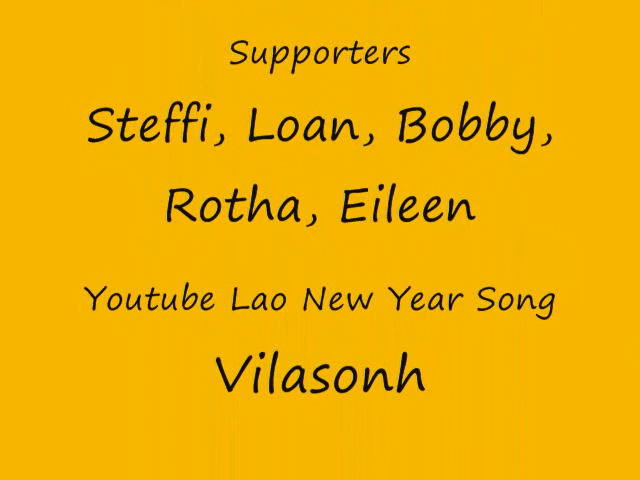 Supporters
Steffi, Loan, Bobby,
Rotha, Eileen
Youtube Lao New Year Song
Vilasonh